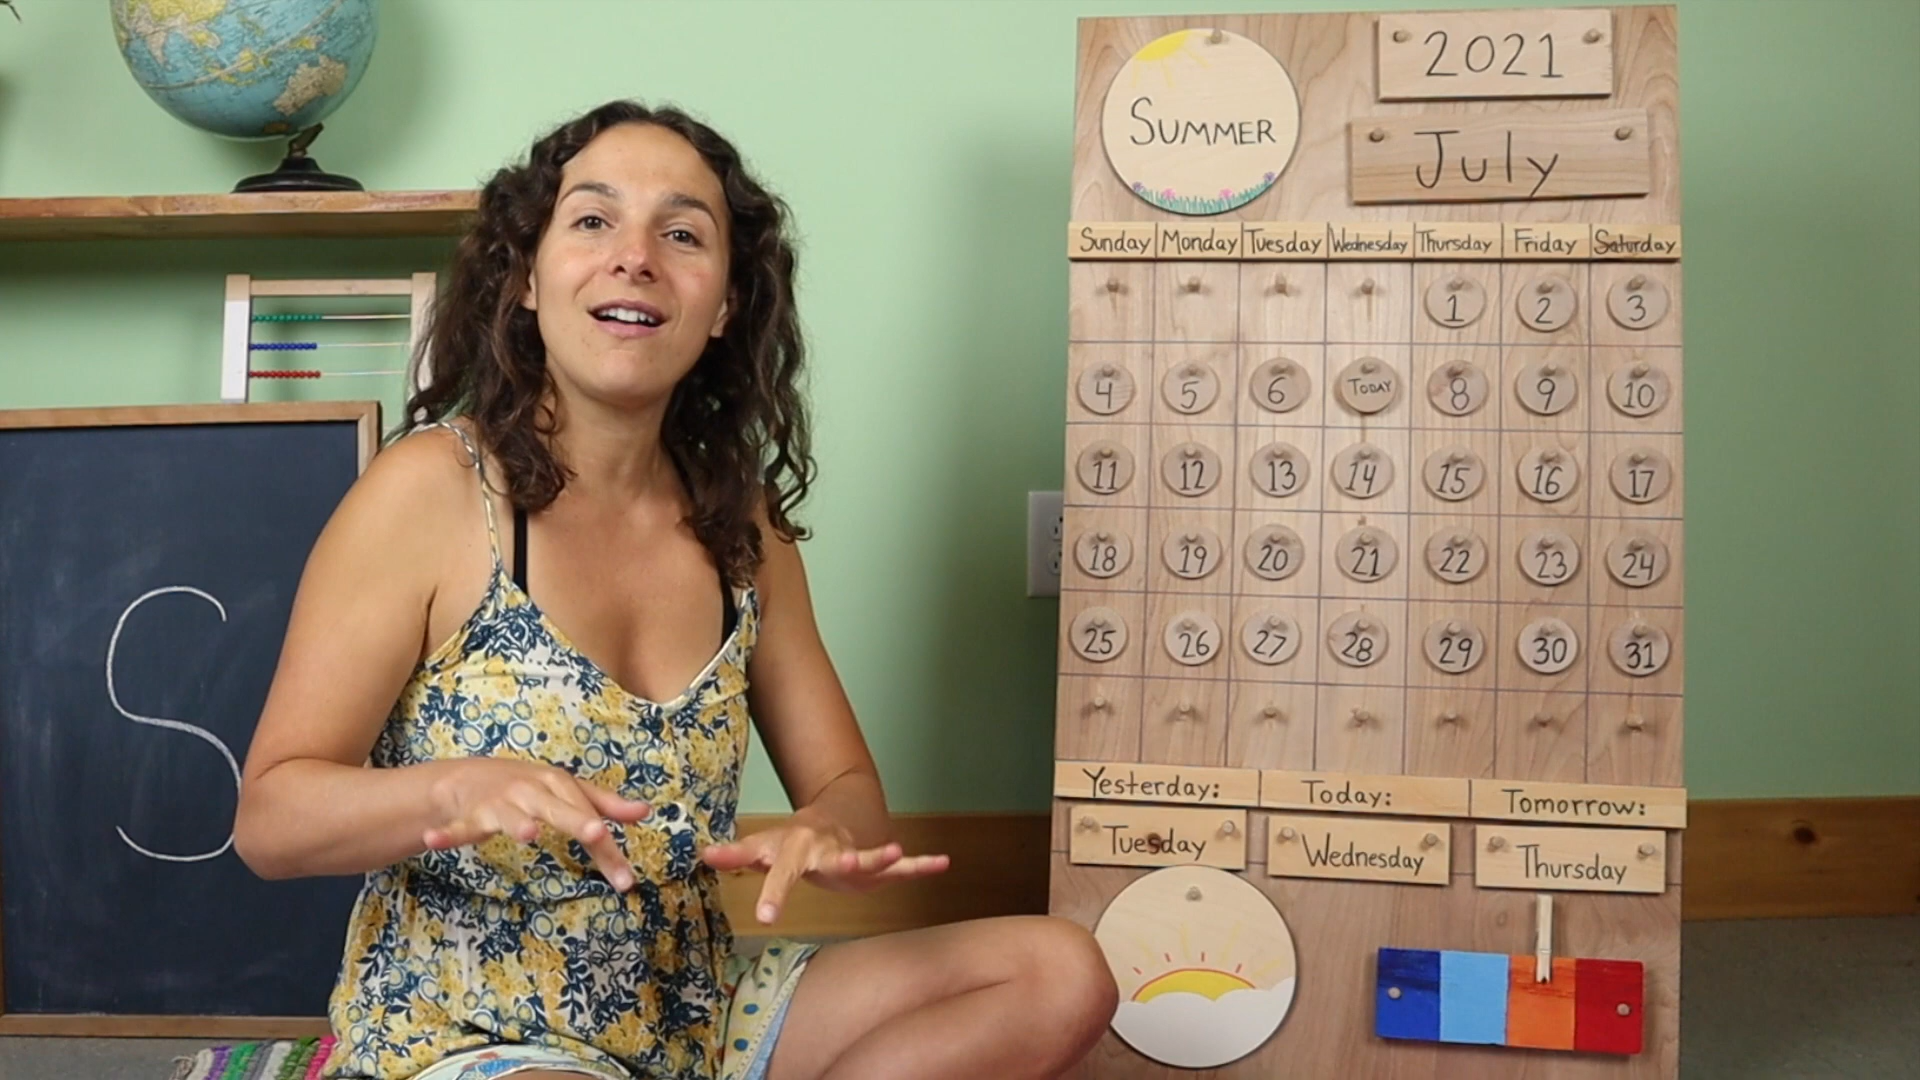 S
SUMMER
2021
July
Sunday Monday Tuesday Wednesday Thursday Friday Saturday
1 2 3
4 5 6 TODAY 8 9 10
11 12 13 14 15 16 17
18 19 20 21 22 23 24
25 26 27 28 29 30 31
Yesterday: Today: Tomorrow:
Tuesday Wednesday Thursday